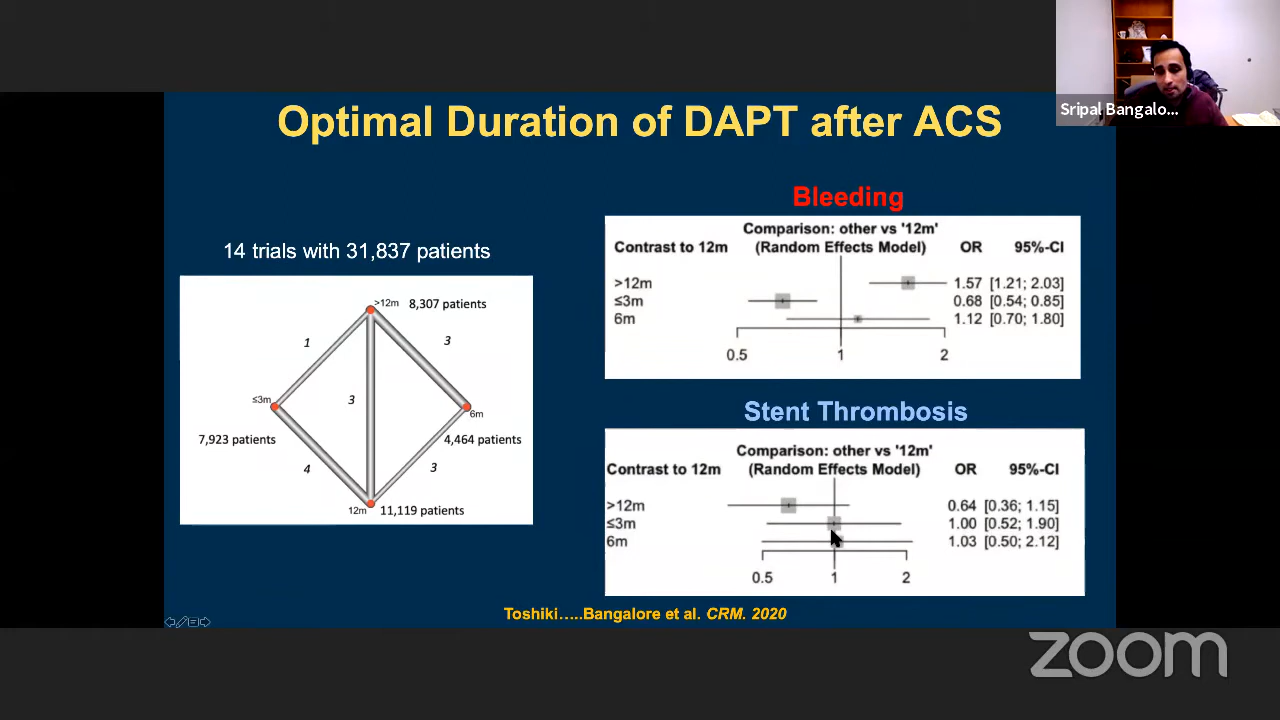 Sripal Bangalo...
Optimal Duration of DAPT after ACS
14 trials with 31,837 patients
>12m 8,307 patients
1
3
≤3m
3
6m
7,923 patients
4,464 patients
4
3
12m 11,119 patients
Bleeding
Comparison: other vs '12m'
Contrast to 12m (Random Effects Model) OR 95%-CI
>12m 1.57 [1.21; 2.03]
≤3m 0.68 [0.54; 0.85]
6m 1.12 [0.70; 1.80]
0.5 1 2
Stent Thrombosis
Comparison: other vs '12m'
Contrast to 12m (Random Effects Model) OR 95%-CI
>12m 0.64 [0.36; 1.15]
≤3m 1.00 [0.52; 1.90]
6m 1.03 [0.50; 2.12]
0.5 1 2
Toshiki…..Bangalore et al. CRM. 2020
zoom